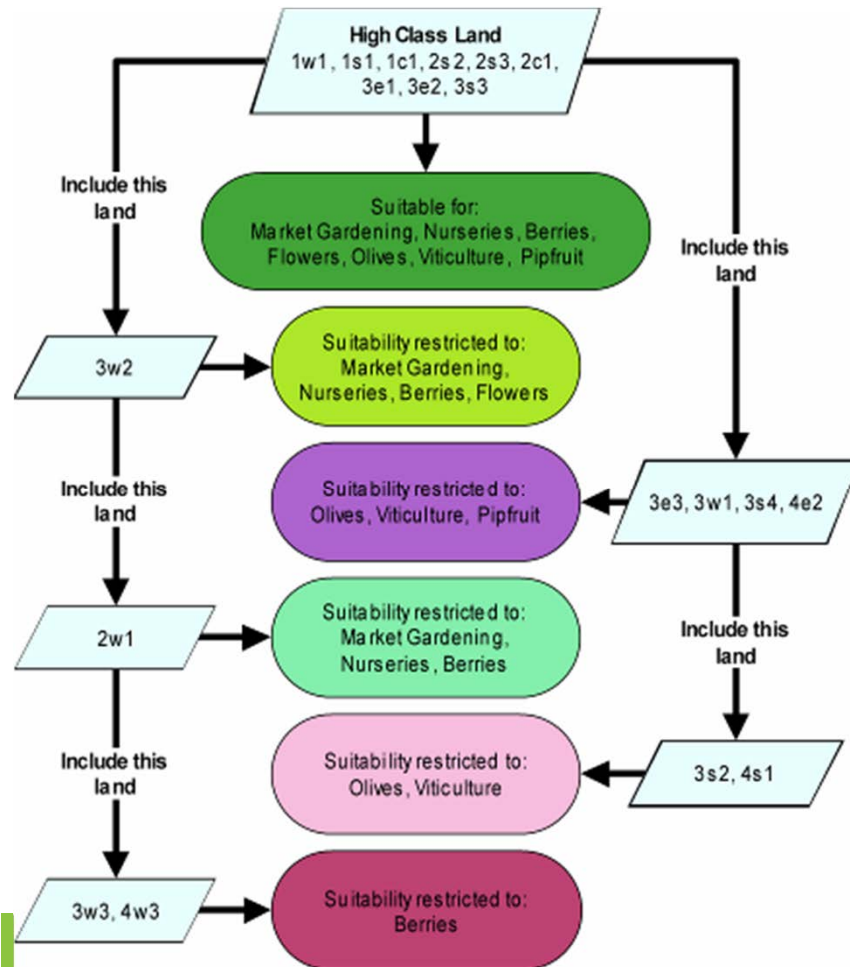 High Class Land
1w1, 1s1, 1c1, 2s2, 2s3, 2c1,
3e1, 3e2, 3s3
Include this
land
Suitable for:
Market Gardening, Nurseries, Berries,
Flowers, Olives, Viticulture, Pipfruit
Include this
land
3w2
Suitability restricted to:
Market Gardening,
Nurseries, Berries, Flowers
Include this
land
Suitability restricted to:
Olives, Viticulture, Pipfruit
3e3, 3w1, 3s4, 4e2
2w1
Suitability restricted to:
Market Gardening,
Nurseries, Berries
Include this
land
Include this
land
Suitability restricted to:
Olives, Viticulture
3s2, 4s1
3w3, 4w3
Suitability restricted to:
Berries